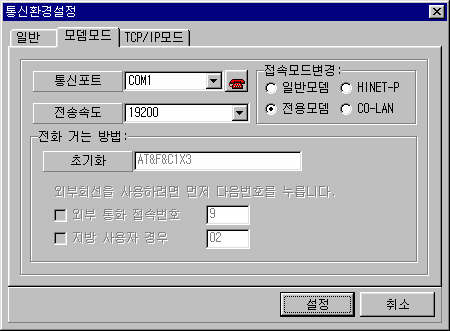 통신환경설정
일반 모뎀모드 TCP/IP모드
통신포트 COM1
전송속도 19200
접속모드변경:
일반모뎀 HINET-P
전용모뎀 CO-LAN
전화 거는 방법:
초기화 AT&F&C1X3
외부회선을 사용하려면 먼저 다음번호를 누릅니다.
외부 통화 접속번호 9
지방 사용자 경우 02
설정 취소